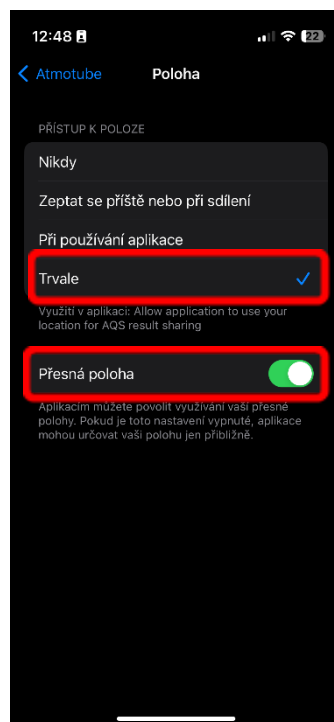 12:48
22
Atmotube
Poloha
PŘÍSTUP K POLOZE
Nikdy
Zeptat se příště nebo při sdílení
Při používání aplikace
Trvale
Využití v aplikaci: Allow application to use your
location for AQS result sharing
Přesná poloha
Aplikacím můžete povolit využívání vaší přesné
polohy. Pokud je toto nastavení vypnuté, aplikace
mohou určovat vaši polohu jen přibližně.